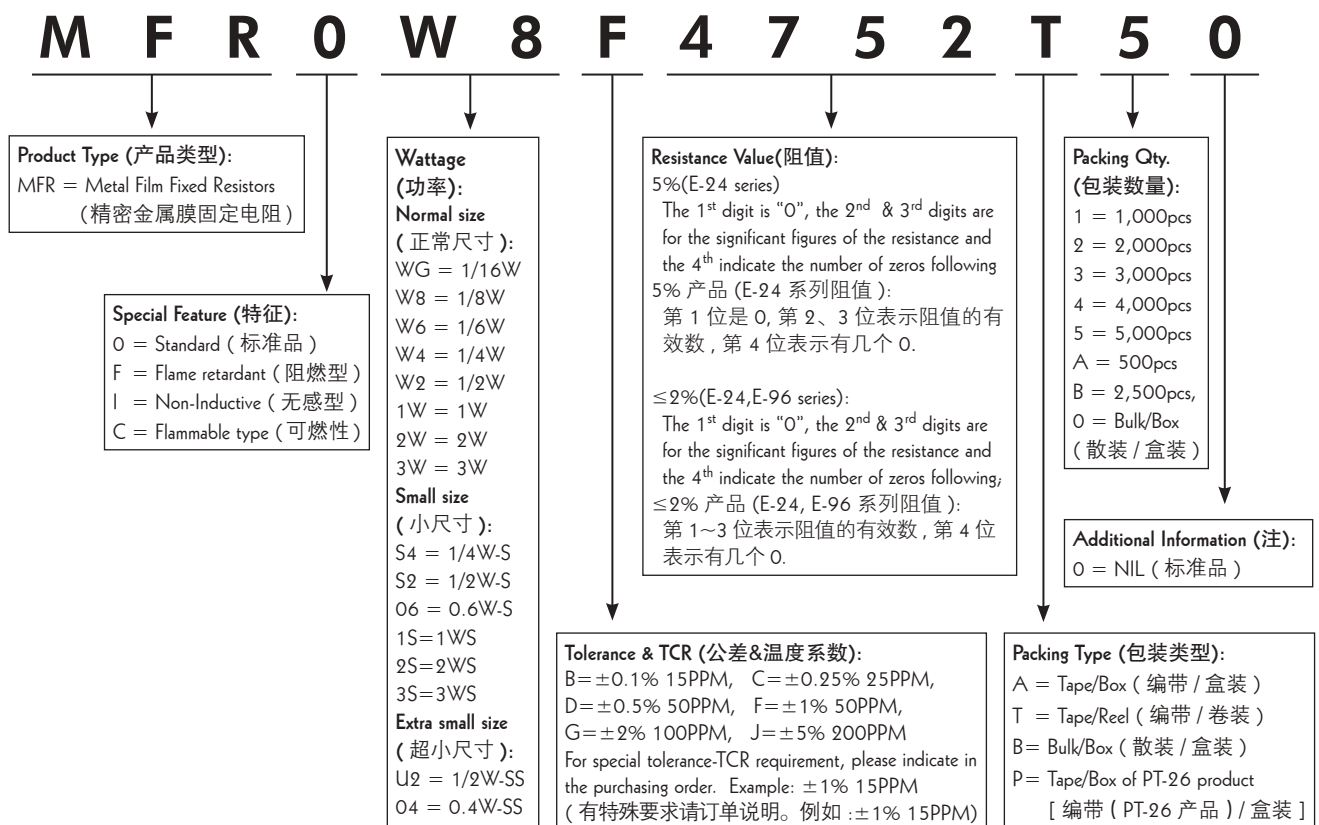 M F R 0 W 8 F 4 7 5 2 T 5 0
Product Type (产品类型):
MFR = Metal Film Fixed Resistors
(精密金属膜固定电阻)
Special Feature (特征):
0 = Standard ( 标准品 )
F = Flame retardant ( 阻燃型 )
I = Non-Inductive ( 无感型 )
C = Flammable type ( 可燃性 )
Wattage
(功率):
Normal size
( 正常尺寸 ):
WG = 1/16W
W8 = 1/8W
W6 = 1/6W
W4 = 1/4W
W2 = 1/2W
1W = 1W
2W = 2W
3W = 3W
Small size
( 小尺寸 ):
S4 = 1/4W-S
S2 = 1/2W-S
06 = 0.6W-S
1S=1WS
2S=2WS
3S=3WS
Extra small size
( 超小尺寸 ):
U2 = 1/2W-SS
04 = 0.4W-SS
Tolerance & TCR (公差&温度系数):
B=±0.1% 15PPM, C=±0.25% 25PPM,
D=±0.5% 50PPM, F=±1% 50PPM,
G=±2% 100PPM, J=±5% 200PPM
For special tolerance-TCR requirement, please indicate in
the purchasing order. Example: ±1% 15PPM
( 有特殊要求请订单说明。例如 :±1% 15PPM)
Resistance Value(阻值):
5%(E-24 series)
The 1st digit is “0”, the 2nd & 3rd digits are
for the significant figures of the resistance and
the 4th indicate the number of zeros following
5% 产品 (E-24 系列阻值 ):
第 1 位是 0, 第 2、3 位表示阻值的有
效数 , 第 4 位表示有几个 0.
≤2%(E-24,E-96 series):
The 1st digit is “0”, the 2nd & 3rd digits are
for the significant figures of the resistance and
the 4th indicate the number of zeros following;
≤2% 产品 (E-24, E-96 系列阻值 ):
第 1~3 位表示阻值的有效数 , 第 4 位
表示有几个 0.
Packing Type (包装类型):
A = Tape/Box ( 编带 / 盒装 )
T = Tape/Reel ( 编带 / 卷装 )
B= Bulk/Box ( 散装 / 盒装 )
P= Tape/Box of PT-26 product
[ 编带 ( PT-26 产品 ) / 盒装 ]
Packing Qty.
(包装数量):
1 = 1,000pcs
2 = 2,000pcs
3 = 3,000pcs
4 = 4,000pcs
5 = 5,000pcs
A = 500pcs
B = 2,500pcs,
0 = Bulk/Box
( 散装 / 盒装 )
Additional Information (注):
0 = NIL ( 标准品 )